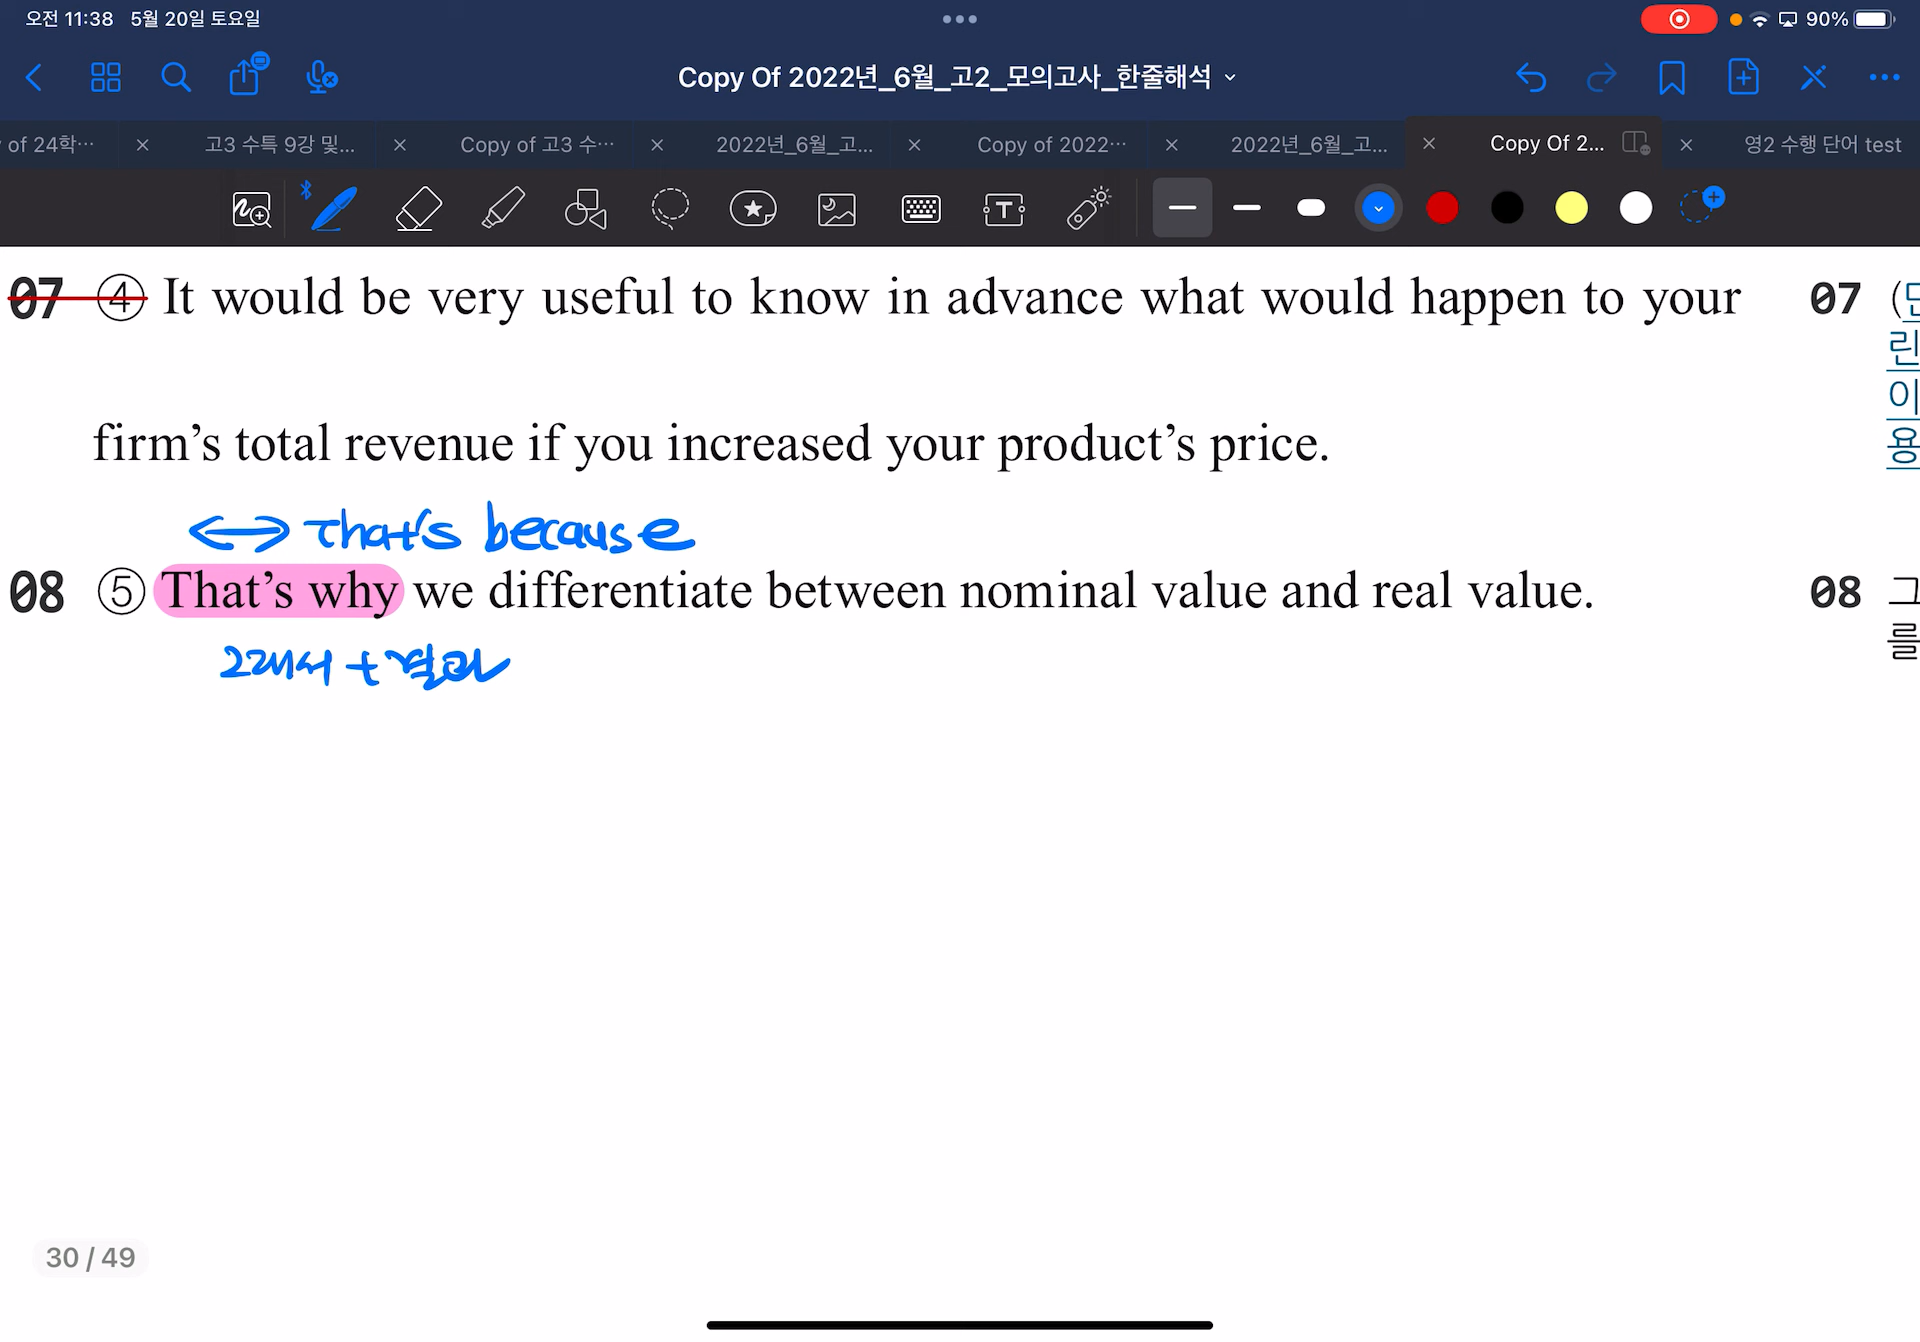 오전 11:38 5월 20일 토요일
90%
Copy Of 2022년_6월_고2_모의고사_한줄해석
of 24학… 고3 수특 9강 및... Copy of 고3 수… 2022년_6월_고... Copy of 2022… 2022년_6월_고... Copy Of 2... 영2 수행 단어 test
07 ④ It would be very useful to know in advance what would happen to your
firm's total revenue if you increased your product's price.
↔ That's because
08 ⑤ That's why we differentiate between nominal value and real value.
그래서 + 결과
07
린
이
용
08 그
를
30 / 49